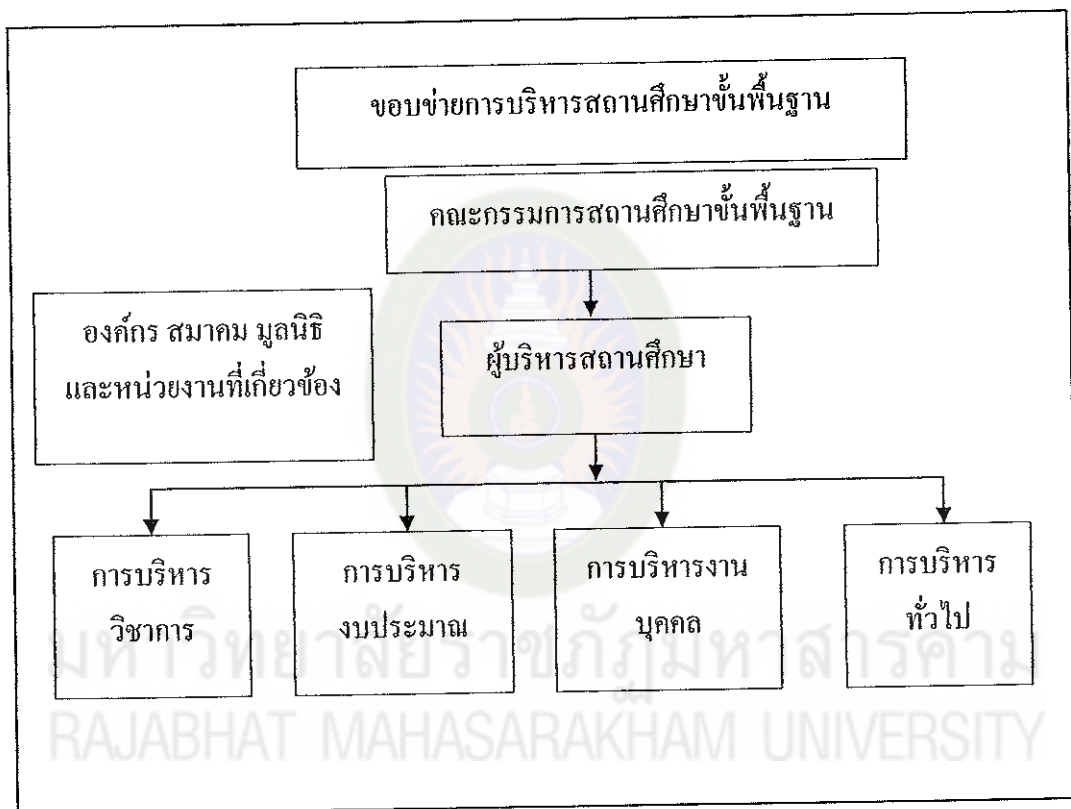 ขอบข่ายการบริหารสถานศึกษาขั้นพื้นฐาน
คณะกรรมการสถานศึกษาขั้นพื้นฐาน
องค์กร สมาคม มูลนิธิ
และหน่วยงานที่เกี่ยวข้อง
ผู้บริหารสถานศึกษา
การบริหาร
วิชาการ
การบริหาร
งบประมาณ
การบริหารงาน
บุคคล
การบริหาร
ทั่วไป
มหาวิทยาลัยราชภัฏมหาสารคาม
RAJABHAT MAHASARAKHAM UNIVERSITY